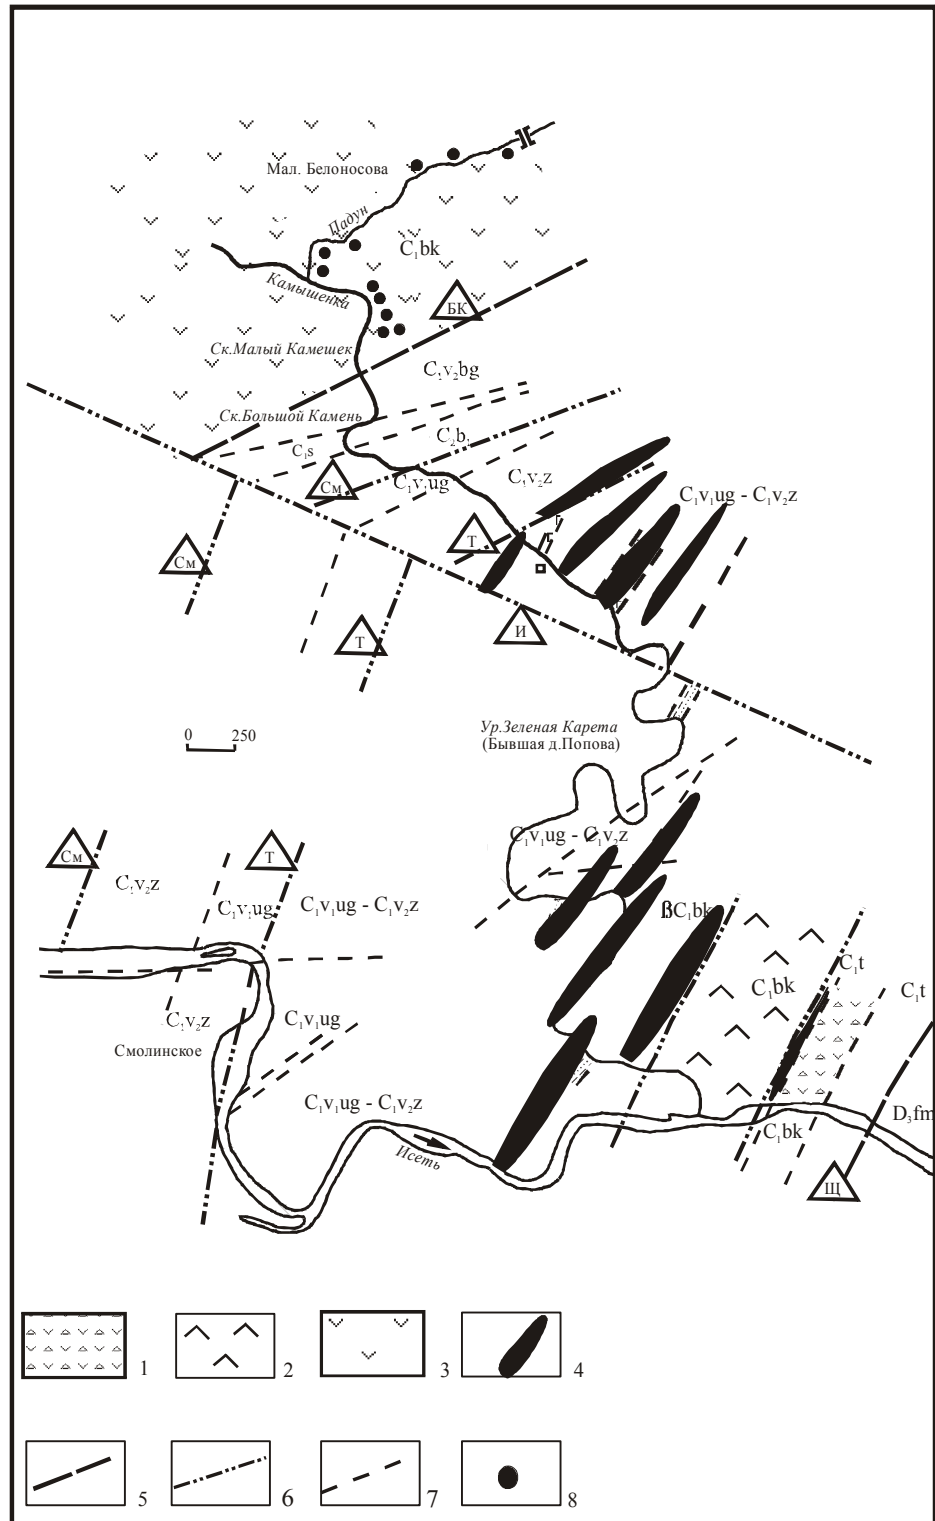 Мал. Белоносова
Падун
C₁bk
Камышенка
БК
Ск.Малый Камешек
C₁v₂bg
Ск.Большой Камень
C₂b₁
C₁s
См
C₁v₁ug
C₁v₂z
C₁v₁ug - C₁v₂z
Т
См
И
Т
0 250
Ур.Зеленая Карета
(Бывшая д.Попова)
C₁v₁ug - C₁v₂z
См
Т
C₁v₂z
C₁v₁ug
C₁v₁ug - C₁v₂z
ßC₁bk
C₁t
C₁bk
C₁t
C₁v₂z
C₁v₁ug
Смолинское
C₁v₁ug - C₁v₂z
D₃fm
C₁bk
Исеть
Щ
1 2 3 4
5 6 7 8